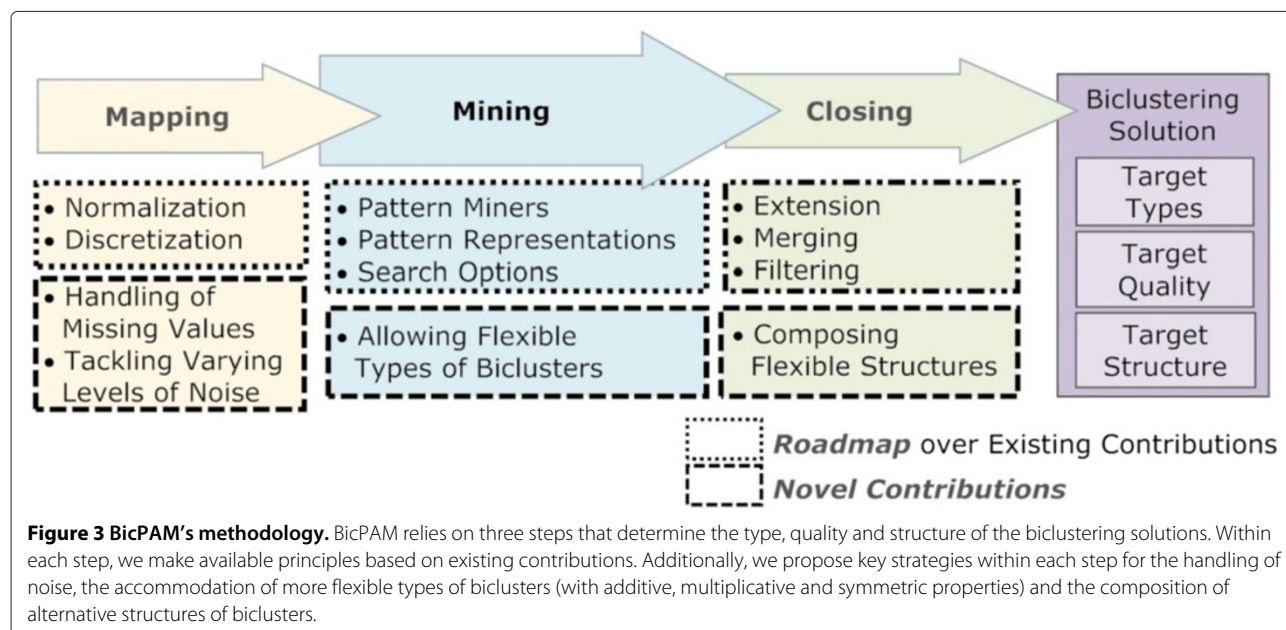 Mapping
Mining
Closing
Biclustering
Solution
Target
Types
Target
Quality
Target
Structure
• Normalization
• Discretization
• Handling of
Missing Values
• Tackling Varying
Levels of Noise
• Pattern Miners
• Pattern Representations
• Search Options
• Allowing Flexible
Types of Biclusters
• Extension
• Merging
• Filtering
• Composing
Flexible Structures
Roadmap over Existing Contributions
Novel Contributions
Figure 3 BicPAM's methodology. BicPAM relies on three steps that determine the type, quality and structure of the biclustering solutions. Within
each step, we make available principles based on existing contributions. Additionally, we propose key strategies within each step for the handling of
noise, the accommodation of more flexible types of biclusters (with additive, multiplicative and symmetric properties) and the composition of
alternative structures of biclusters.